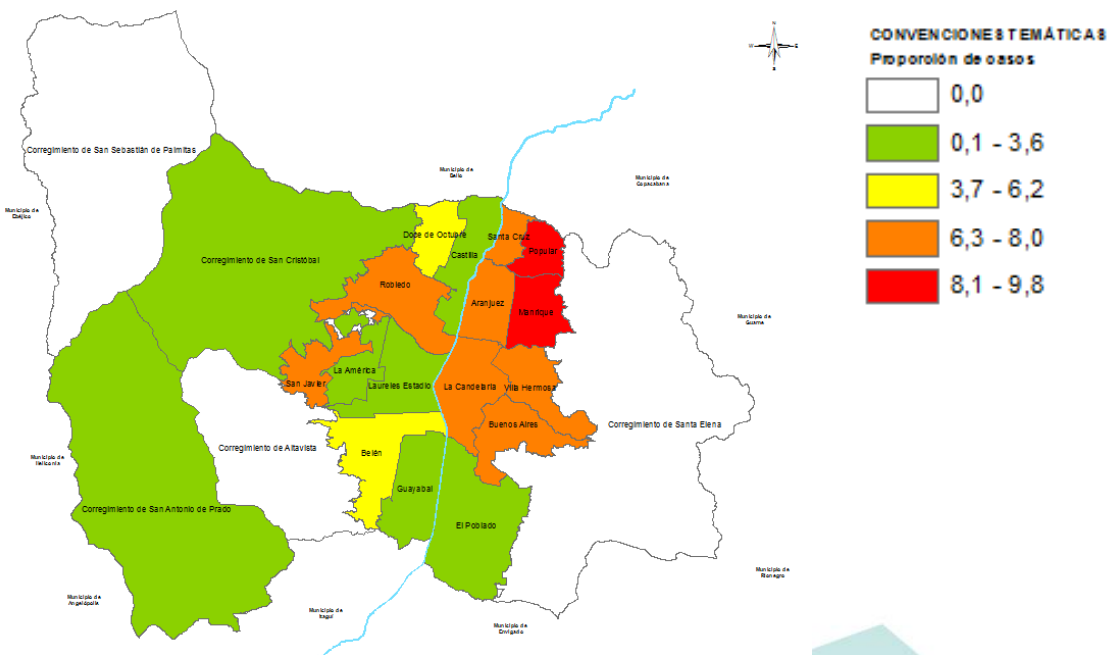 CONVENCIONES TEMÁTICAS
Proporción de casos
0,0
0,1 - 3,6
3,7 - 6,2
6,3 - 8,0
8,1 - 9,8
W
E
Corregimiento de San Sebastián de Palmitas
Municipio de
Bello
Municipio de
Copacabana
Municipio de
Ebéjico
Doce de Octubre
Santa Cruz
Castilla
Popular
Corregimiento de San Cristóbal
Robledo
Aranjuez
Manrique
Municipio de
Guarne
La América
San Javier
Laureles Estadio
La Candelaria
Villa Hermosa
Buenos Aires
Corregimiento de Santa Elena
Corregimiento de Altavista
Belén
Municipio de
Heliconia
Guayabal
Corregimiento de San Antonio de Prado
El Poblado
Municipio de
Rionegro
Municipio de
Angelópolis
Municipio de
Itagüí
Municipio de
Envigado